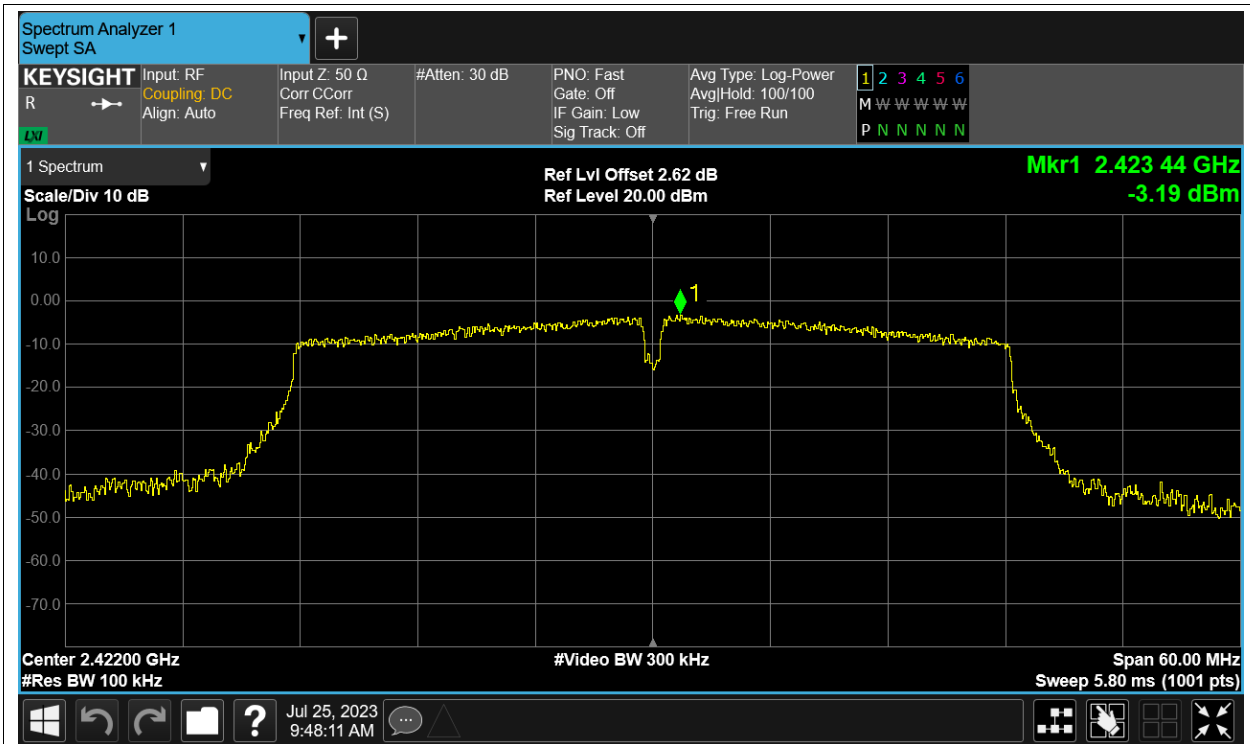 Spectrum Analyzer 1
Swept SA
KEYSIGHT
R
LXI
Input: RF
Coupling: DC
Align: Auto
Input Z: 50 Ω
Corr CCorr
Freq Ref: Int (S)
#Atten: 30 dB
PNO: Fast
Gate: Off
IF Gain: Low
Sig Track: Off
Avg Type: Log-Power
Avg|Hold: 100/100
Trig: Free Run
1 2 3 4 5 6
M W W W W W
P N N N N N
1 Spectrum
Scale/Div 10 dB
Log
Ref Lvl Offset 2.62 dB
Ref Level 20.00 dBm
Mkr1 2.423 44 GHz
-3.19 dBm
10.0
0.00
1
-10.0
-20.0
-30.0
-40.0
-50.0
-60.0
-70.0
Center 2.42200 GHz
#Res BW 100 kHz
#Video BW 300 kHz
Span 60.00 MHz
Sweep 5.80 ms (1001 pts)
?
Jul 25, 2023
9:48:11 AM